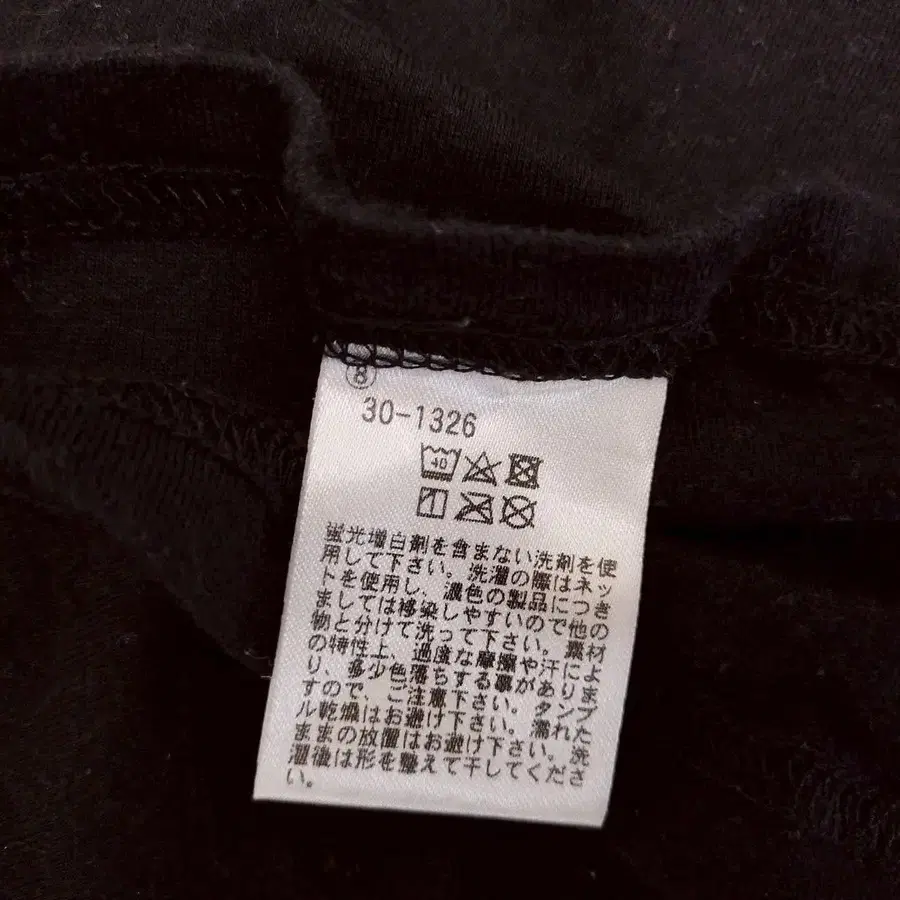 ⑧
30-1326
40
蛍光増白剤を含まない洗剤を使
用して下さい。洗濯の際はネッ
トを使用し、濃色の製品につき
ましては移染しやすいので他の
物と分けて洗って下さい。素材
の特性上、過度な摩擦や汗によ
り、多少色落ちする事がありま
すので、ご注意下さい。タンブ
ル乾燥はお避け下さい。濡れた
ままの放置はお避け下さい。洗
濯後は形を整えて干してくださ
い。